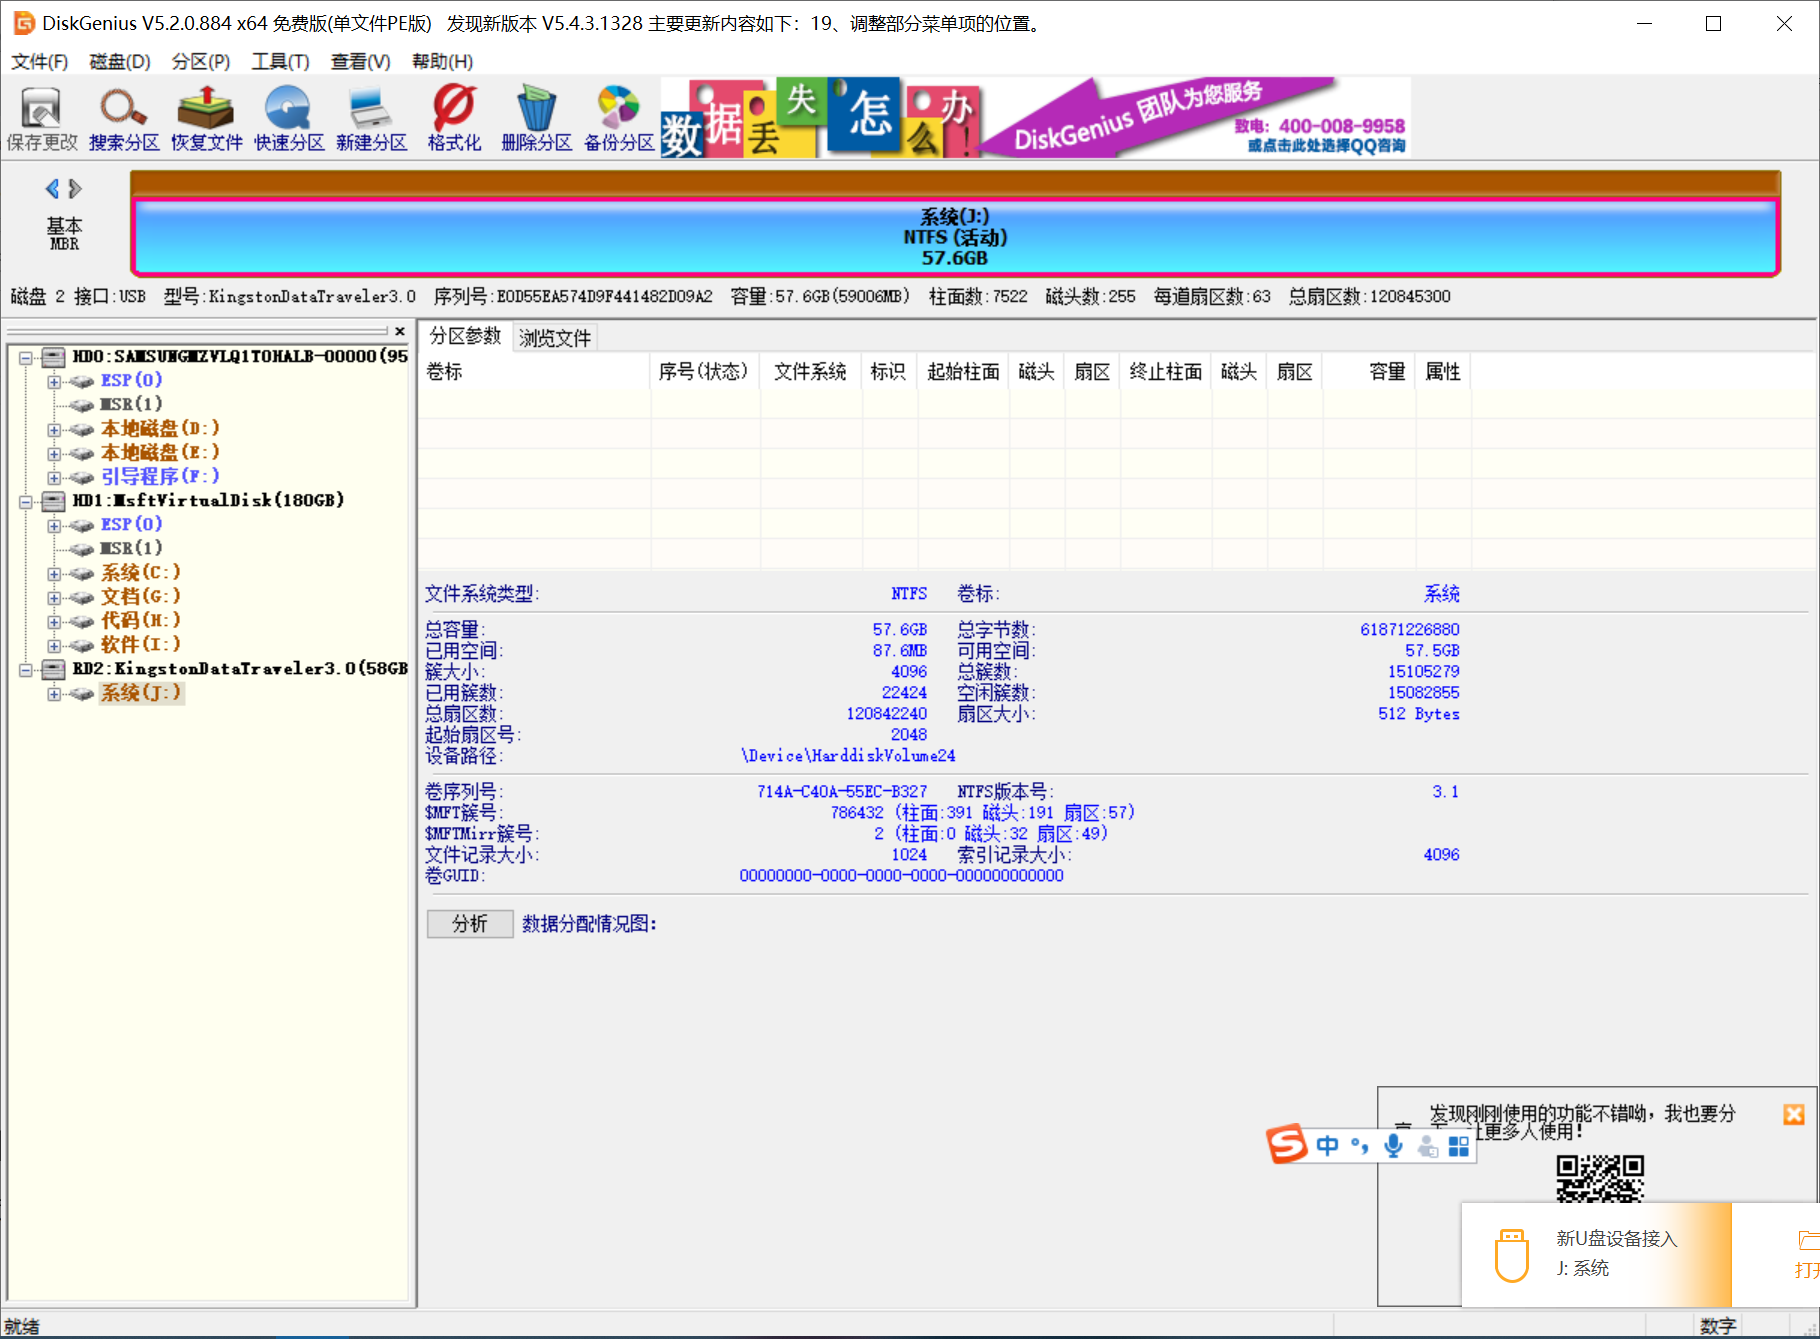 DiskGenius V5.2.0.884 x64 免费版(单文件PE版)   发现新版本 V5.4.3.1328 主要更新内容如下：19、调整部分菜单项的位置。
文件(F) 磁盘(D) 分区(P) 工具(T) 查看(V) 帮助(H)
保存更改 搜索分区 恢复文件 快速分区 新建分区 格式化 删除分区 备份分区
数据丢失怎么办！
DiskGenius 团队为您服务
致电：400-008-9958
或点击此处选择QQ咨询
基本
MBR
系统(J:)
NTFS (活动)
57.6GB
磁盘 2 接口:USB 型号:KingstonDataTraveler3.0 序列号:E0D55EA574D9F441482D09A2 容量:57.6GB(59006MB) 柱面数:7522 磁头数:255 每道扇区数:63 总扇区数:120845300
HD0:SAMSUNGMZVLQ1T0HALB-00000(95
ESP(0)
MSR(1)
本地磁盘(D:)
本地磁盘(E:)
引导程序(F:)
HD1:MsftVirtualDisk(180GB)
ESP(0)
MSR(1)
系统(C:)
文档(G:)
代码(H:)
软件(I:)
RD2:KingstonDataTraveler3.0(58GB
系统(J:)
分区参数 浏览文件
卷标 序号(状态) 文件系统 标识 起始柱面 磁头 扇区 终止柱面 磁头 扇区 容量 属性
文件系统类型: NTFS 卷标: 系统
总容量: 57.6GB 总字节数: 61871226880
已用空间: 87.6MB 可用空间: 57.5GB
簇大小: 4096 总簇数: 15105279
已用簇数: 22424 空闲簇数: 15082855
总扇区数: 120842240 扇区大小: 512 Bytes
起始扇区号: 2048
设备路径: \Device\HarddiskVolume24
卷序列号: 714A-C40A-55EC-B327 NTFS版本号: 3.1
$MFT簇号: 786432 (柱面:391 磁头:191 扇区:57)
$MFTMirr簇号: 2 (柱面:0 磁头:32 扇区:49)
文件记录大小: 1024 索引记录大小: 4096
卷GUID: 00000000-0000-0000-0000-000000000000
分析 数据分配情况图：
发现刚刚使用的功能不错呦，我也要分
让更多人使用！
中
新U盘设备接入
J: 系统
打开
就绪
数字